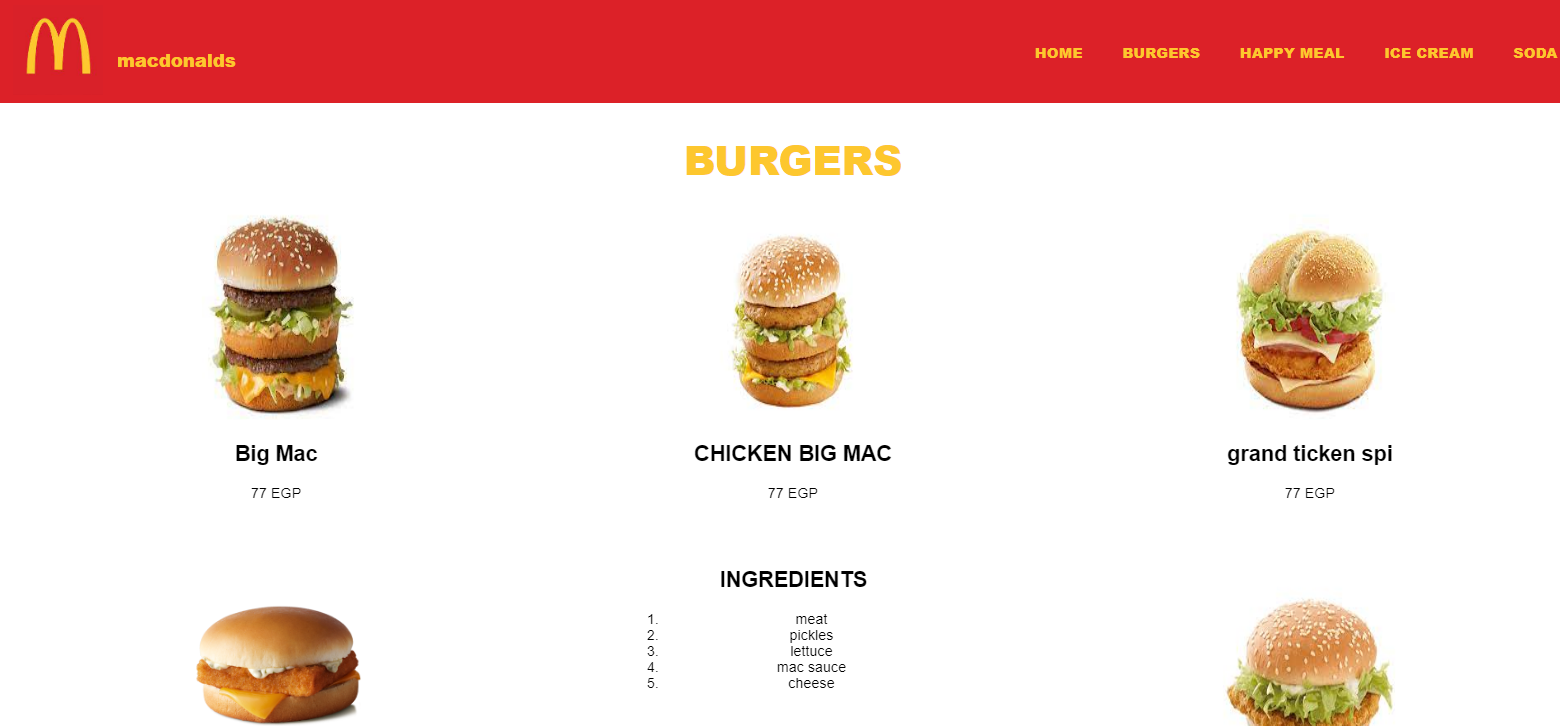 macdonalds
HOME BURGERS HAPPY MEAL ICE CREAM SODA
BURGERS
Big Mac
77 EGP
CHICKEN BIG MAC
77 EGP
grand ticken spi
77 EGP
INGREDIENTS
1. meat
2. pickles
3. lettuce
4. mac sauce
5. cheese